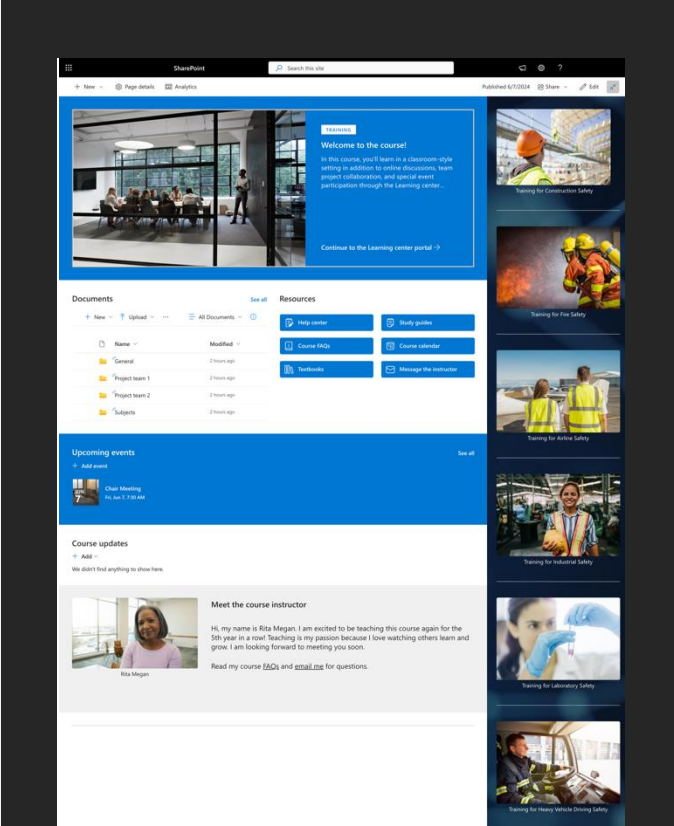 SharePoint
Search this site
?
+ New
Page details
Analytics
Published 6/7/2024
Share
Edit
TRAINING
Welcome to the course!
In this course, you'll learn in a classroom-style
setting in addition to online discussions, team
project collaboration, and special event
participation through the Learning center...
Continue to the Learning center portal →
Documents
See all
+ New
Upload
...
All Documents
Name
Modified
General
2 hours ago
Project team 1
2 hours ago
Project team 2
2 hours ago
Subjects
2 hours ago
Resources
Help center
Study guides
Course FAQs
Course calendar
Textbooks
Message the instructor
Upcoming events
See all
+ Add event
JUN
7
Chair Meeting
Fri, Jun 7, 7:00 AM
Course updates
+ Add
We didn't find anything to show here.
Meet the course instructor
Hi, my name is Rita Megan. I am excited to be teaching this course again for the
5th year in a row! Teaching is my passion because I love watching others learn and
grow. I am looking forward to meeting you soon.
Read my course FAQs and email me for questions.
Rita Megan
Training for Construction Safety
Training for Fire Safety
Training for Airline Safety
Training for Industrial Safety
Training for Laboratory Safety
Training for Heavy Vehicle Driving Safety